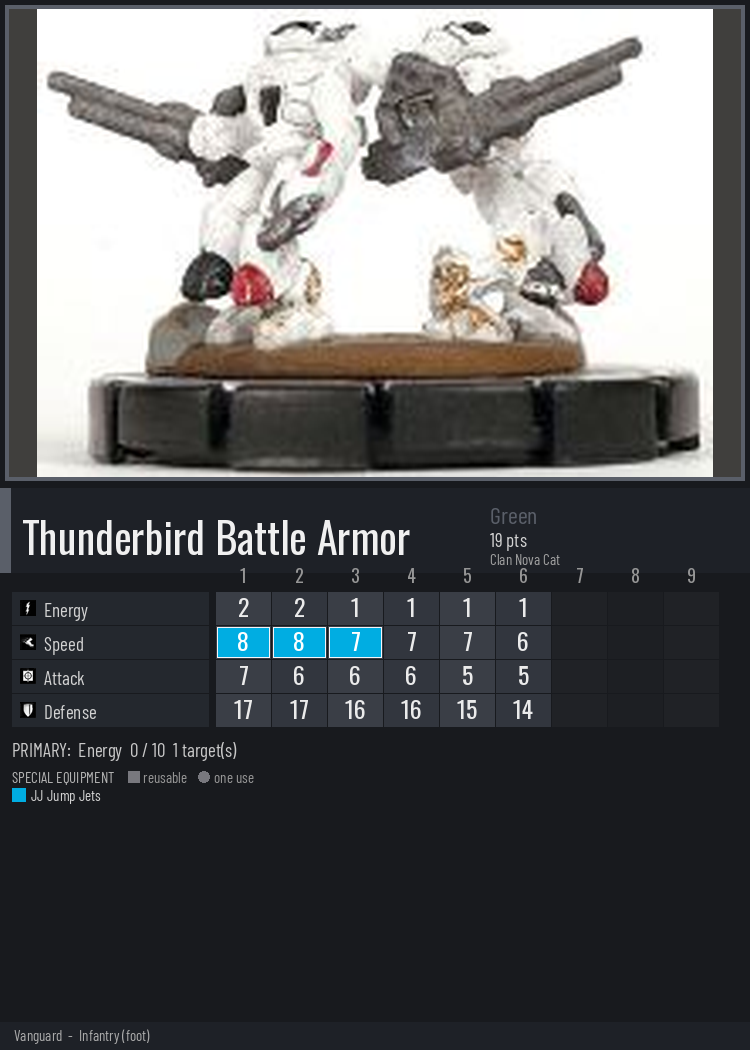 Thunderbird Battle Armor
Green
19 pts
Clan Nova Cat
1 2 3 4 5 6 7 8 9
Energy 2 2 1 1 1 1
Speed 8 8 7 7 7 6
Attack 7 6 6 6 5 5
Defense 17 17 16 16 15 14
PRIMARY: Energy 0 / 10 1 target(s)
SPECIAL EQUIPMENT reusable one use
JJ Jump Jets
Vanguard - Infantry (foot)